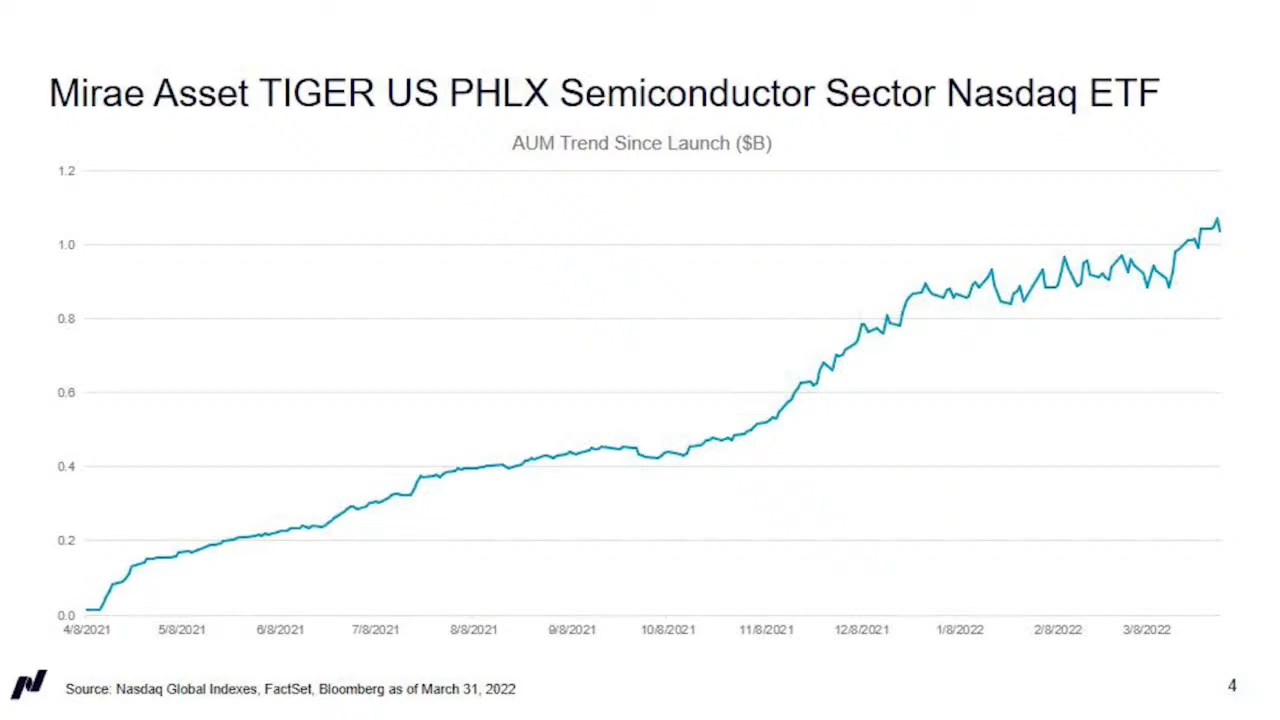 Mirae Asset TIGER US PHLX Semiconductor Sector Nasdaq ETF
AUM Trend Since Launch ($B)
1.2
1.0
0.8
0.6
0.4
0.2
0.0
4/8/2021 5/8/2021 6/8/2021 7/8/2021 8/8/2021 9/8/2021 10/8/2021 11/8/2021 12/8/2021 1/8/2022 2/8/2022 3/8/2022
Source: Nasdaq Global Indexes, FactSet, Bloomberg as of March 31, 2022
4